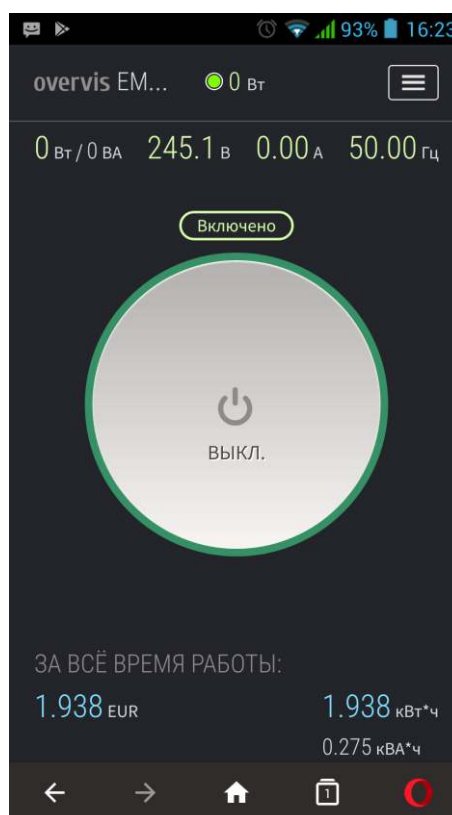 93% 16:23
overvis EM... 0 Вт
0 Вт / 0 ВА 245.1 В 0.00 А 50.00 Гц
Включено
ВЫКЛ.
ЗА ВСЁ ВРЕМЯ РАБОТЫ:
1.938 EUR 1.938 кВт*ч
0.275 кВА*ч
1